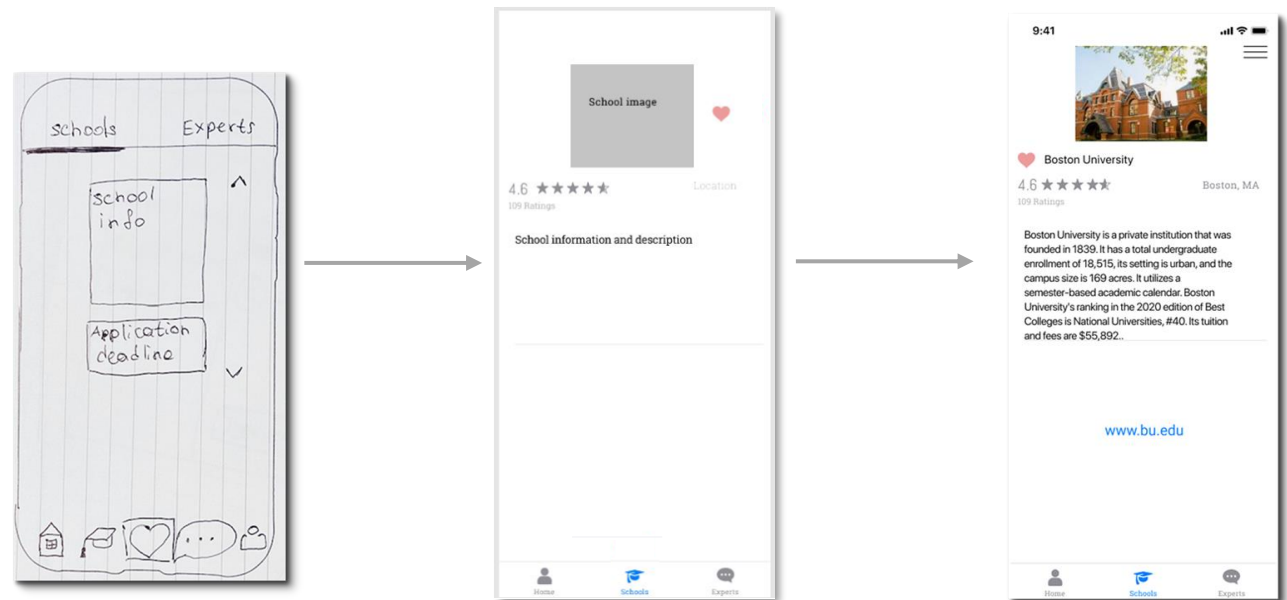 schools Experts
school
info
Application
deadline
School image
4.6
Location
109 Ratings
School information and description
Home Schools Experts
9:41
Boston University
4.6
Boston, MA
109 Ratings
Boston University is a private institution that was
founded in 1839. It has a total undergraduate
enrollment of 18,515, its setting is urban, and the
campus size is 169 acres. It utilizes a
semester-based academic calendar. Boston
University's ranking in the 2020 edition of Best
Colleges is National Universities, #40. Its tuition
and fees are $55,892..
www.bu.edu
Home Schools Experts